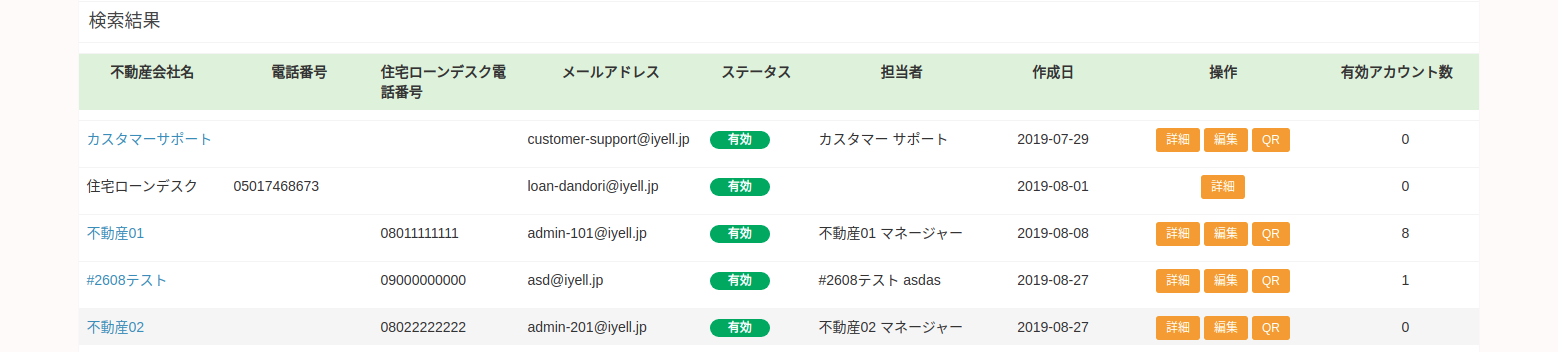 検索結果
不動産会社名 電話番号 住宅ローンデスク電話番号 メールアドレス ステータス 担当者 作成日 操作 有効アカウント数
カスタマーサポート customer-support@iyell.jp 有効 カスタマー サポート 2019-07-29 詳細 編集 QR 0
住宅ローンデスク 05017468673 loan-dandori@iyell.jp 有効 2019-08-01 詳細 0
不動産01 08011111111 admin-101@iyell.jp 有効 不動産01 マネージャー 2019-08-08 詳細 編集 QR 8
#2608テスト 09000000000 asd@iyell.jp 有効 #2608テスト asdas 2019-08-27 詳細 編集 QR 1
不動産02 08022222222 admin-201@iyell.jp 有効 不動産02 マネージャー 2019-08-27 詳細 編集 QR 0